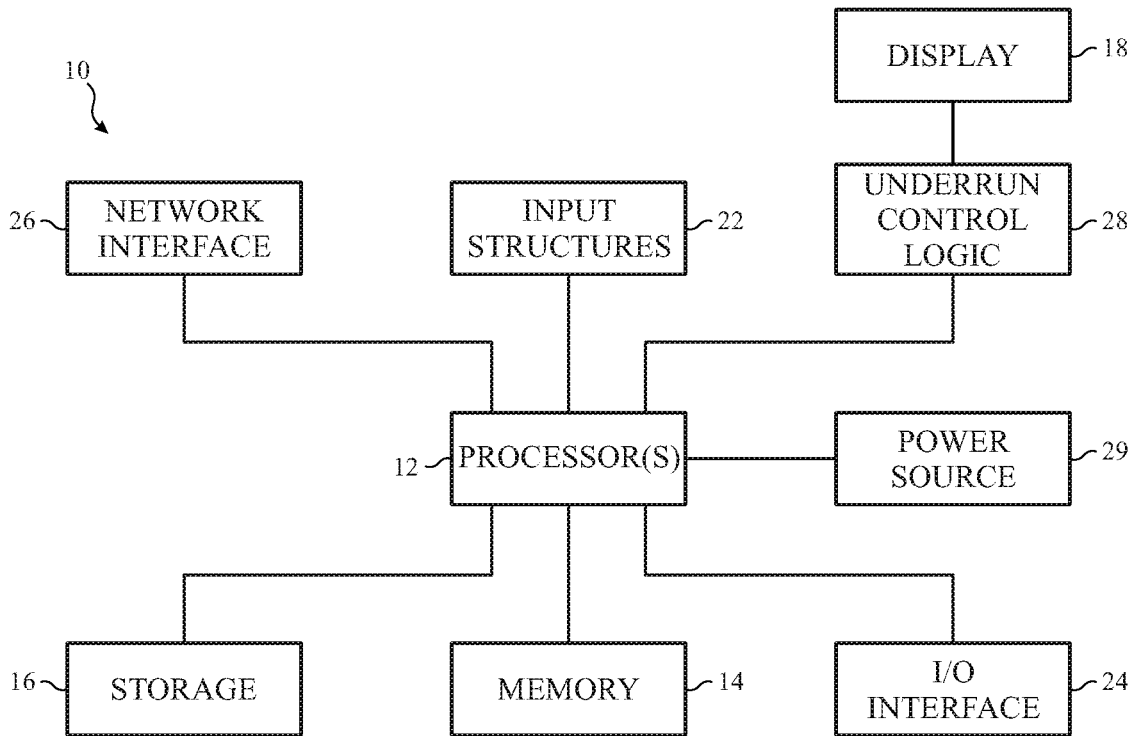 DISPLAY
18
10
NETWORK
INTERFACE
26
INPUT
STRUCTURES
22
UNDERRUN
CONTROL
LOGIC
28
PROCESSOR(S)
12
POWER
SOURCE
29
STORAGE
16
MEMORY
14
I/O
INTERFACE
24